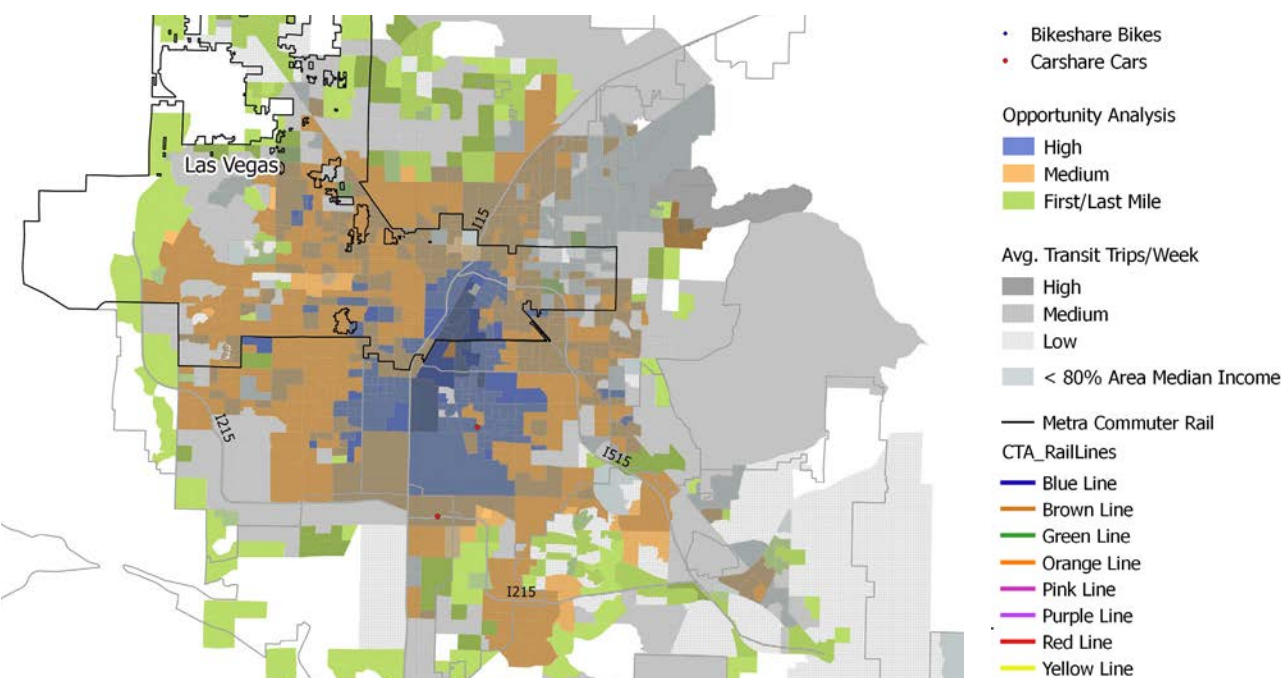 Las Vegas
I15
I215
I515
I215
Bikeshare Bikes
Carshare Cars
Opportunity Analysis
High
Medium
First/Last Mile
Avg. Transit Trips/Week
High
Medium
Low
< 80% Area Median Income
Metra Commuter Rail
CTA_RailLines
Blue Line
Brown Line
Green Line
Orange Line
Pink Line
Purple Line
Red Line
Yellow Line